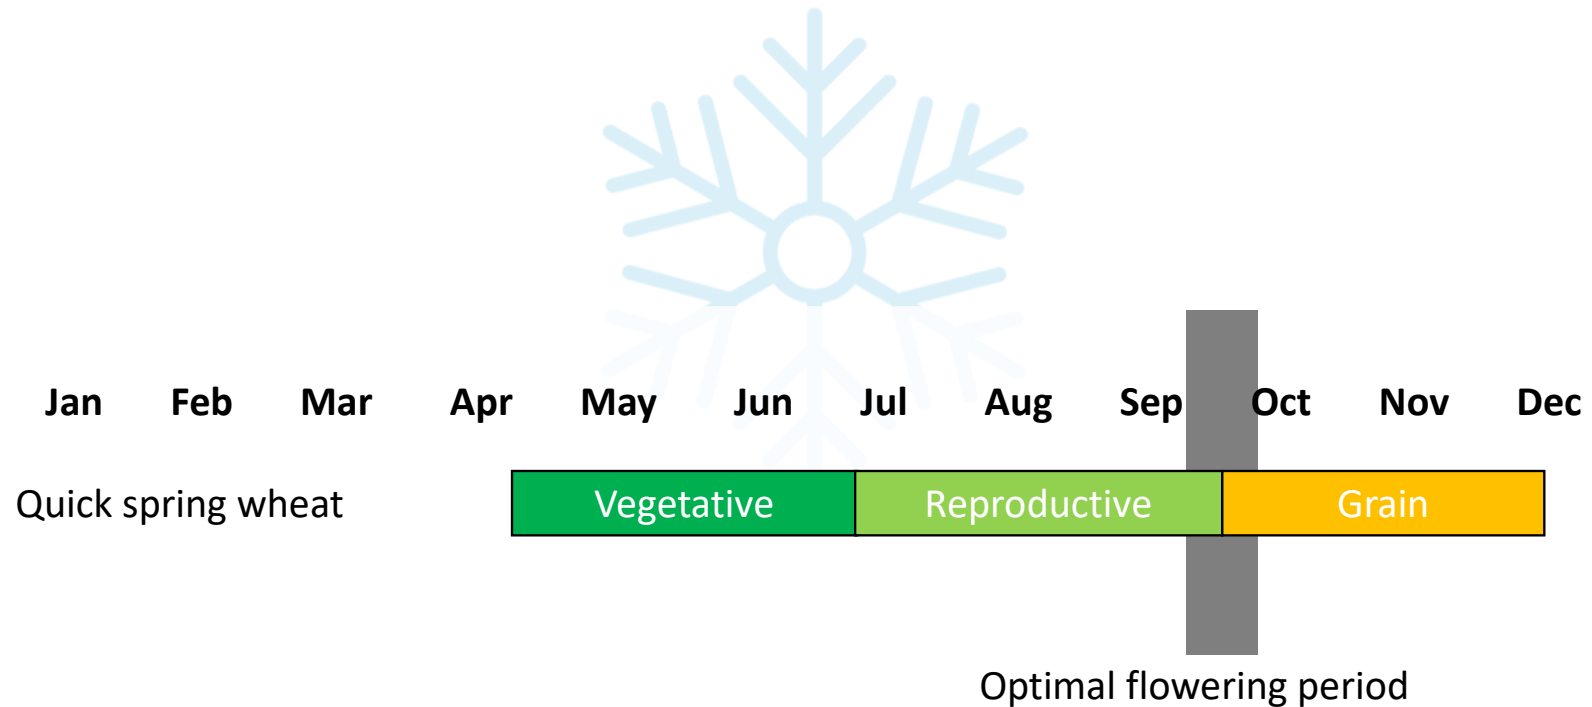 Jan Feb Mar Apr May Jun Jul Aug Sep Oct Nov Dec
Quick spring wheat Vegetative Reproductive Grain
Optimal flowering period